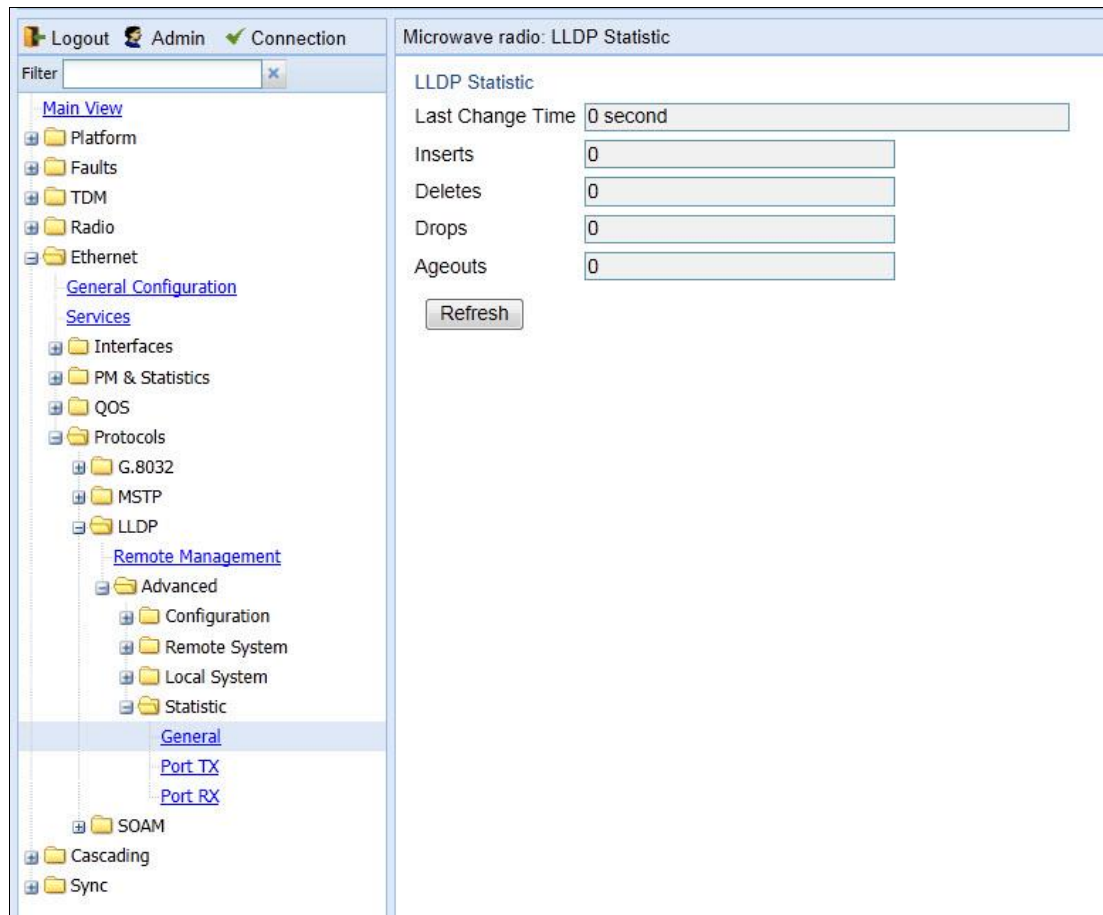 Logout Admin Connection
Filter
Main View
Platform
Faults
TDM
Radio
Ethernet
General Configuration
Services
Interfaces
PM & Statistics
QOS
Protocols
G.8032
MSTP
LLDP
Remote Management
Advanced
Configuration
Remote System
Local System
Statistic
General
Port TX
Port RX
SOAM
Cascading
Sync
Microwave radio: LLDP Statistic
LLDP Statistic
Last Change Time 0 second
Inserts 0
Deletes 0
Drops 0
Ageouts 0
Refresh